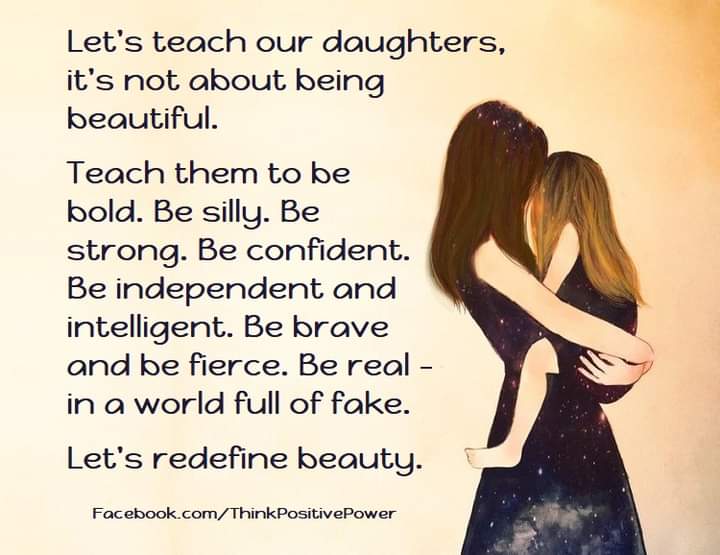 Let's teach our daughters,
it's not about being
beautiful.
Teach them to be
bold. Be silly. Be
strong. Be confident.
Be independent and
intelligent. Be brave
and be fierce. Be real -
in a world full of fake.
Let's redefine beauty.
Facebook.com/ThinkPositivePower